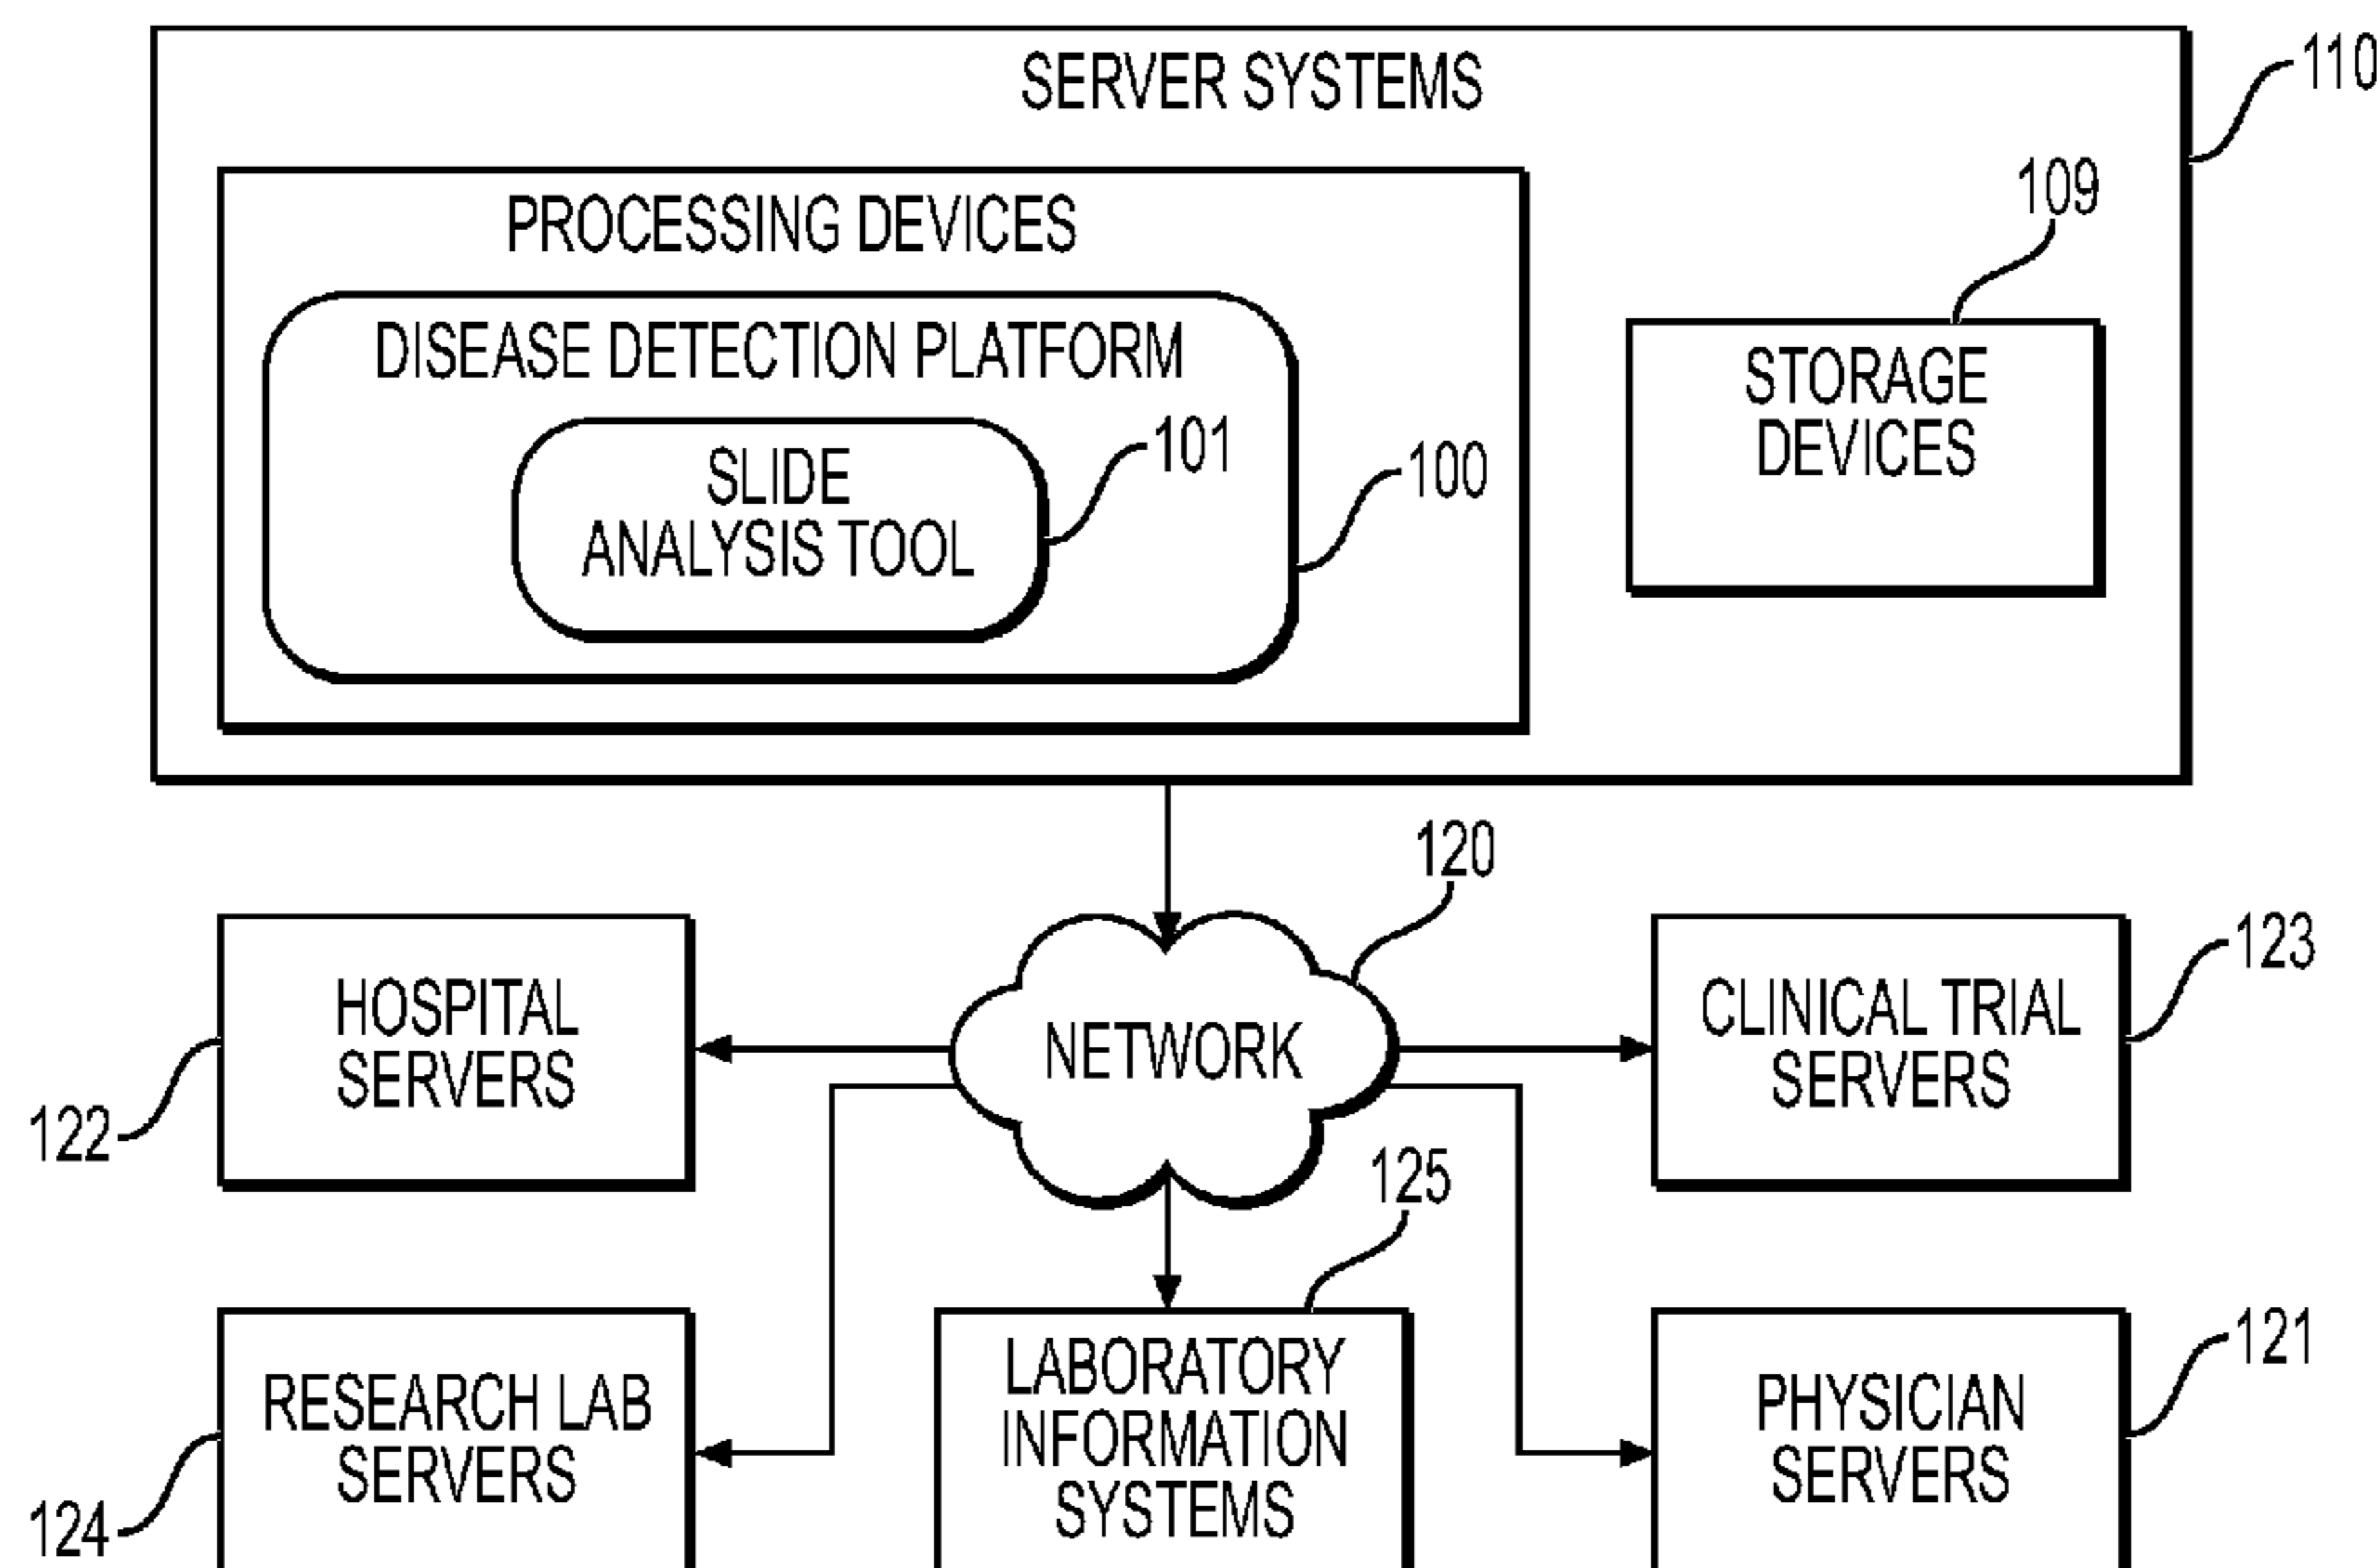 SERVER SYSTEMS
110
PROCESSING DEVICES
109
DISEASE DETECTION PLATFORM
STORAGE
DEVICES
SLIDE
ANALYSIS TOOL
101
100
120
HOSPITAL
SERVERS
122
NETWORK
CLINICAL TRIAL
SERVERS
123
125
RESEARCH LAB
SERVERS
124
LABORATORY
INFORMATION
SYSTEMS
PHYSICIAN
SERVERS
121